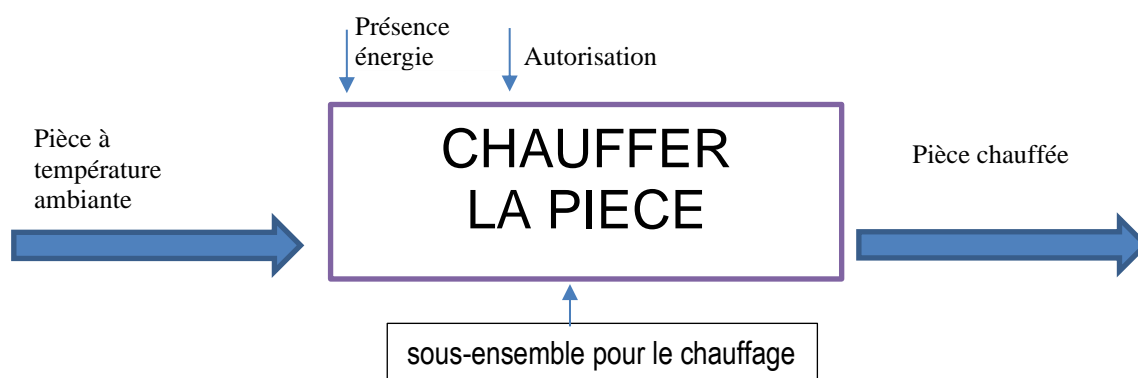 Présence
énergie
Autorisation
Pièce à
température
ambiante
CHAUFFER
LA PIECE
Pièce chauffée
sous-ensemble pour le chauffage